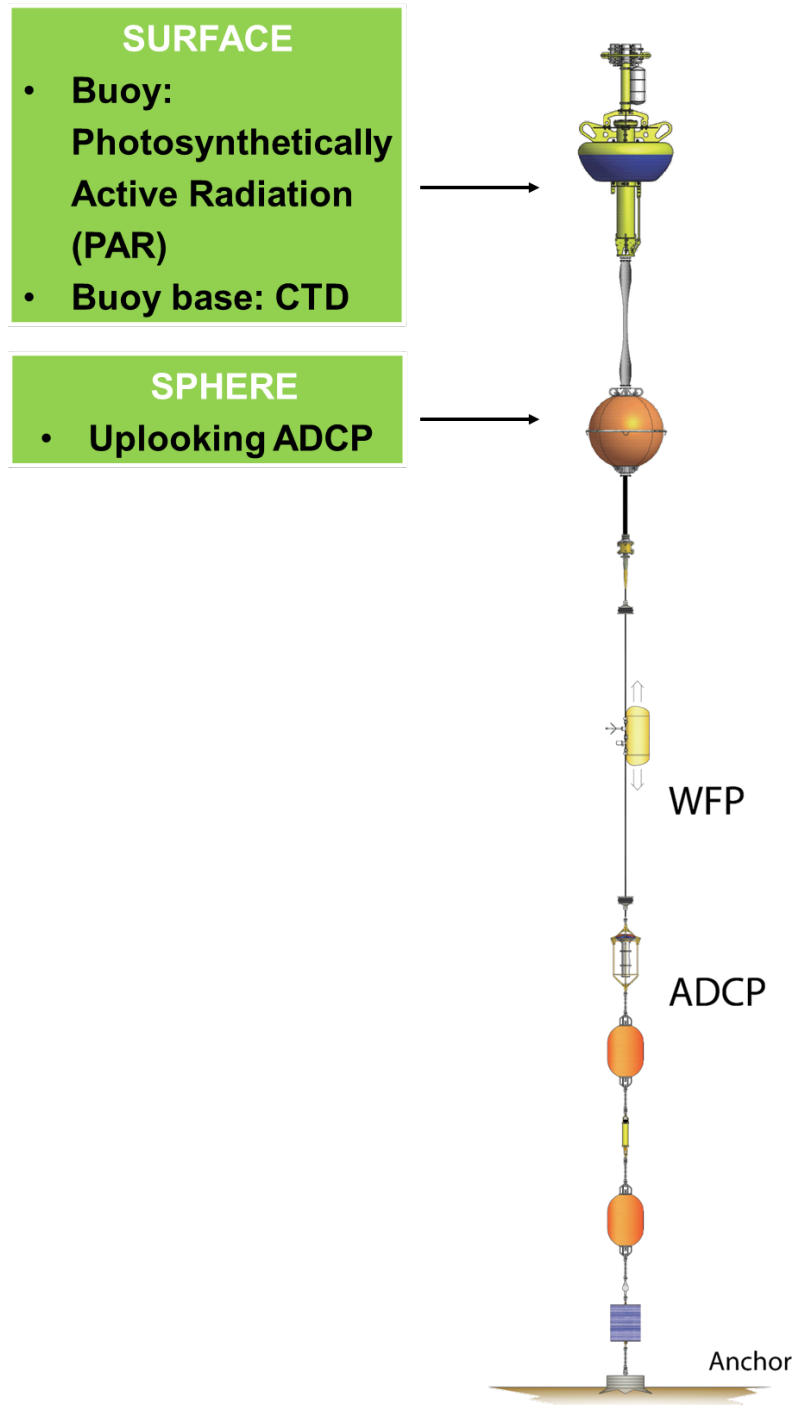 SURFACE
• Buoy:
Photosynthetically
Active Radiation
(PAR)
• Buoy base: CTD
SPHERE
• Uplooking ADCP
WFP
ADCP
Anchor